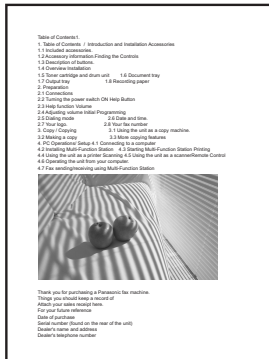 Table of Contents1.
1. Table of Contents / Introduction and Installation Accessories
1.1 Included accessories.
1.2 Accessory information.Finding the Controls
1.3 Description of buttons.
1.4 Overview Installation
1.5 Toner cartridge and drum unit 1.6 Document tray
1.7 Output tray 1.8 Recording paper
2. Preparation
2.1 Connections
2.2 Turning the power switch ON Help Button
2.3 Help function Volume
2.4 Adjusting volume Initial Programming
2.5 Dialing mode 2.6 Date and time.
2.7 Your logo 2.8 Your fax number
3. Copy / Copying 3.1 Using the unit as a copy machine.
3.2 Making a copy 3.3 More copying features
4. PC Operations/ Setup 4.1 Connecting to a computer
4.2 Installing Multi-Function Station 4.3 Starting Multi-Function Station Printing
4.4 Using the unit as a printer Scanning 4.5 Using the unit as a scannerRemote Control
4.6 Operating the unit from your computer.
4.7 Fax sending/receiving using Multi-Function Station
Thank you for purchasing a Panasonic fax machine.
Things you should keep a record of
Attach your sales receipt here.
For your future reference
Date of purchase
Serial number (found on the rear of the unit)
Dealer's name and address
Dealer's telephone number